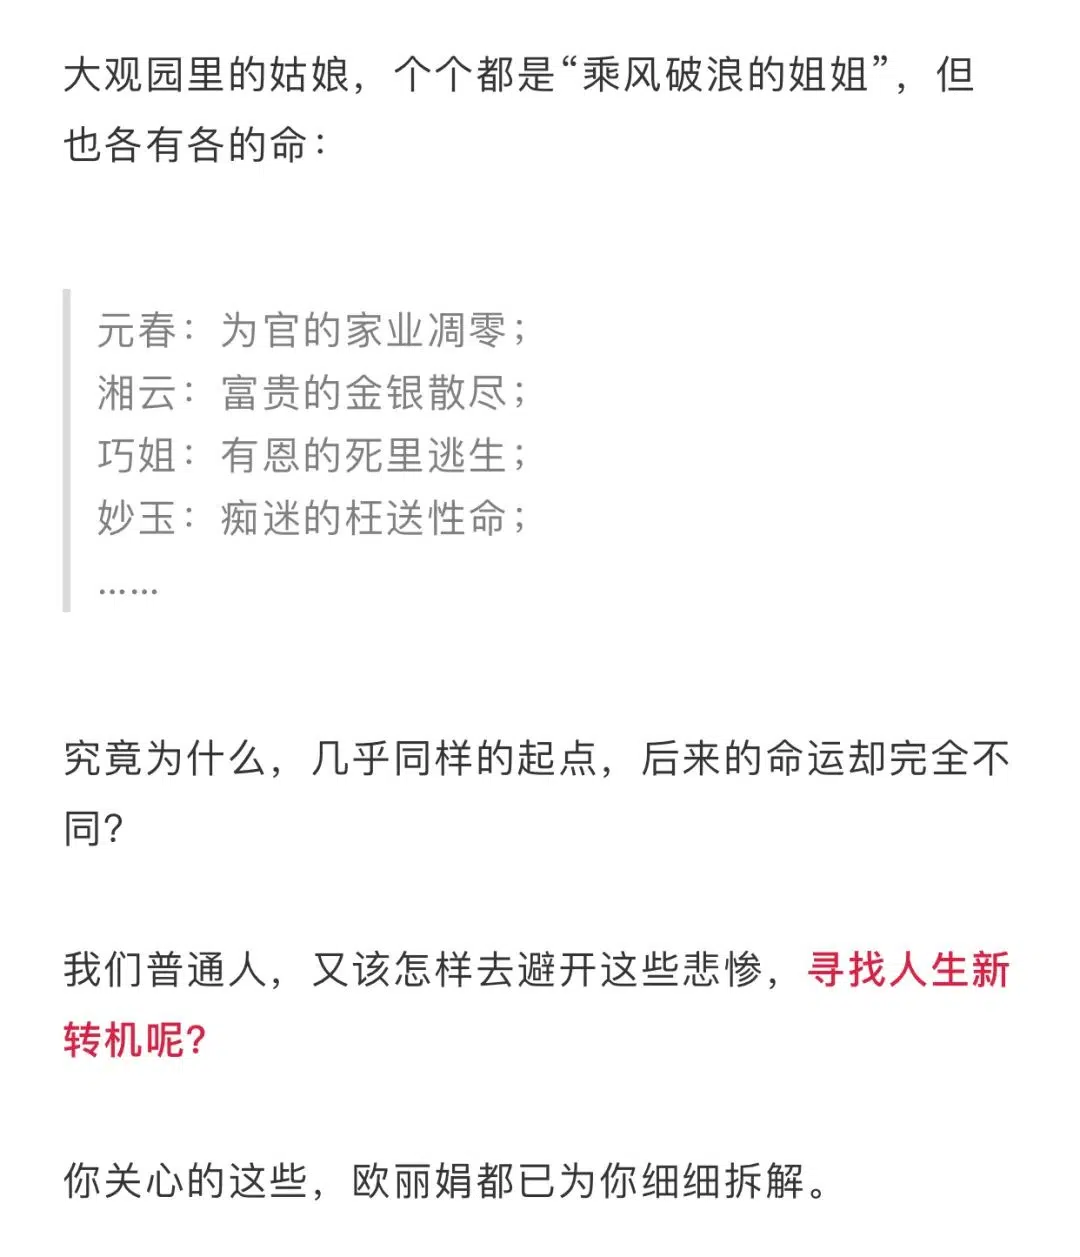 大观园里的姑娘，个个都是“乘风破浪的姐姐”，但
也各有各的命：
元春：为官的家业凋零；
湘云：富贵的金银散尽；
巧姐：有恩的死里逃生；
妙玉：痴迷的枉送性命；
……
究竟为什么，几乎同样的起点，后来的命运却完全不
同？
我们普通人，又该怎样去避开这些悲惨，寻找人生新
转机呢？
你关心的这些，欧丽娟都已为你细细拆解。